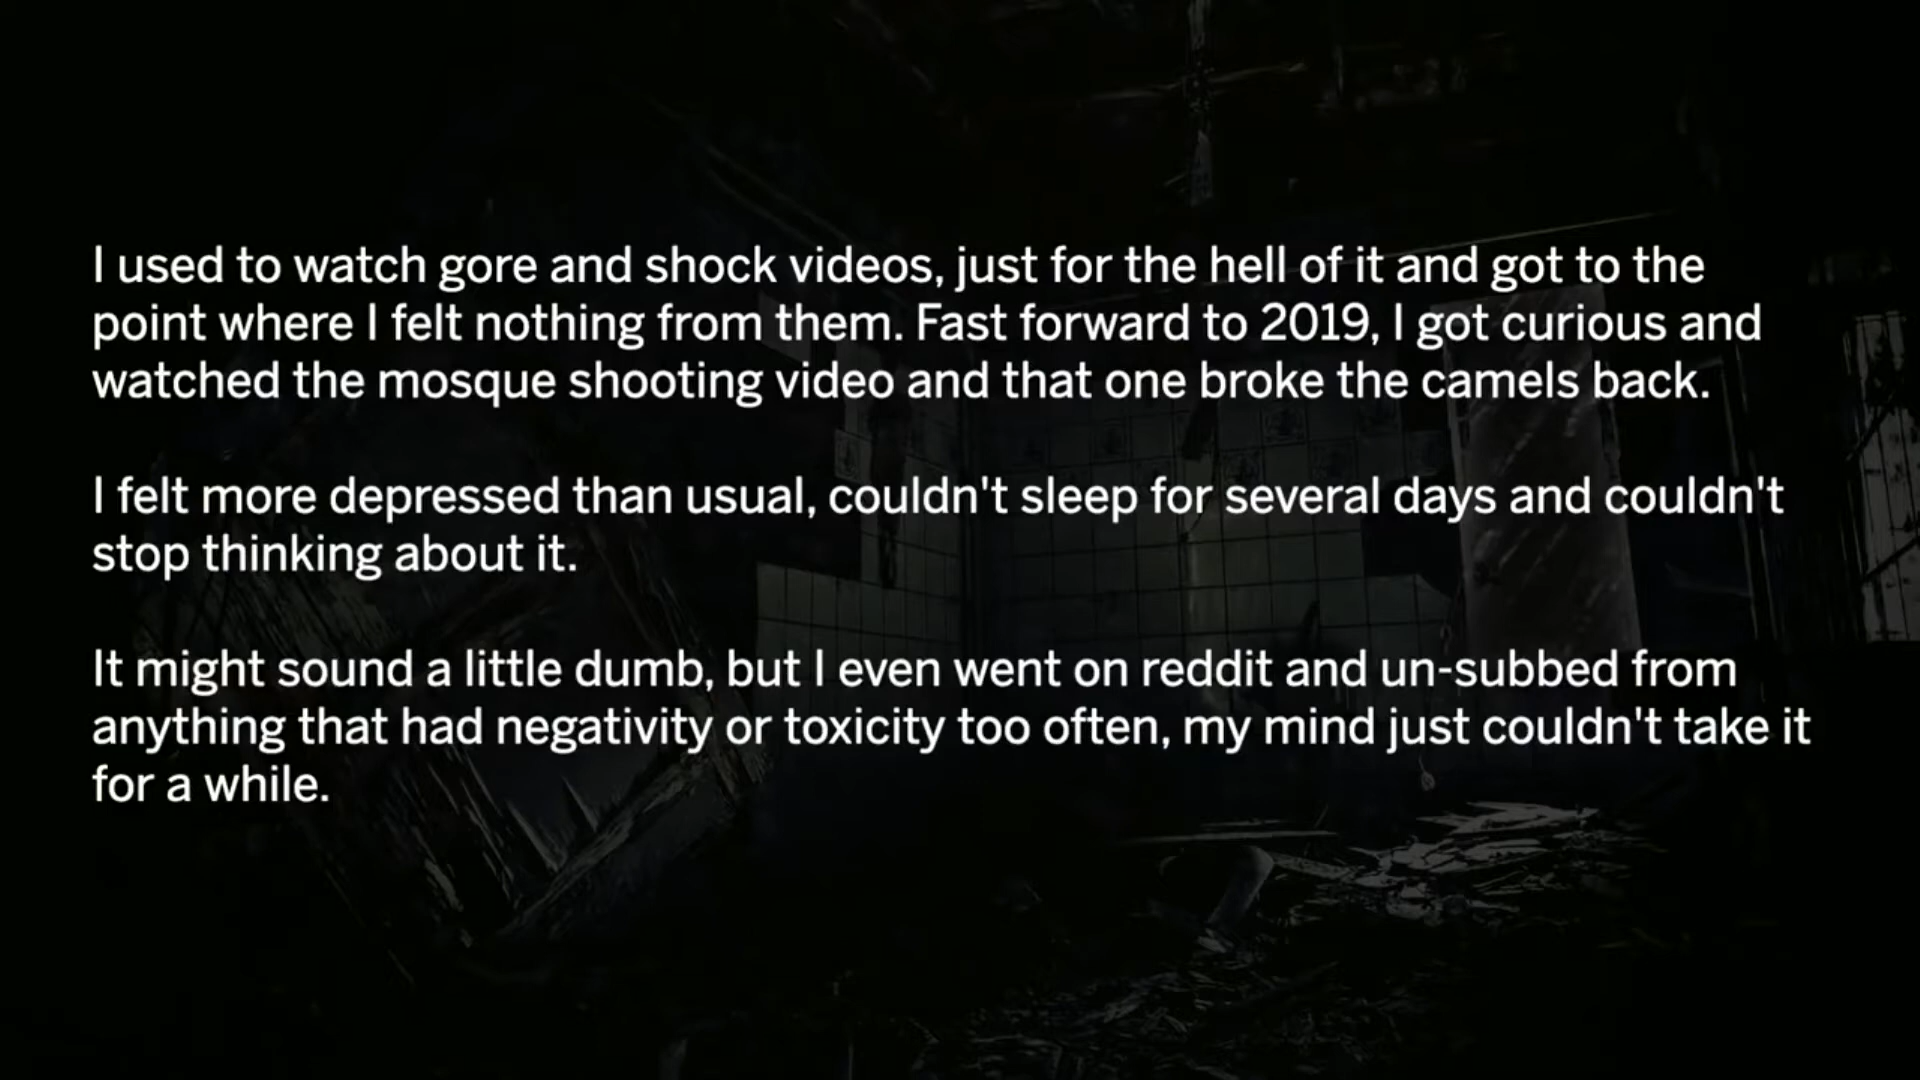 I used to watch gore and shock videos, just for the hell of it and got to the
point where I felt nothing from them. Fast forward to 2019, I got curious and
watched the mosque shooting video and that one broke the camels back.
I felt more depressed than usual, couldn't sleep for several days and couldn't
stop thinking about it.
It might sound a little dumb, but I even went on reddit and un-subbed from
anything that had negativity or toxicity too often, my mind just couldn't take it
for a while.